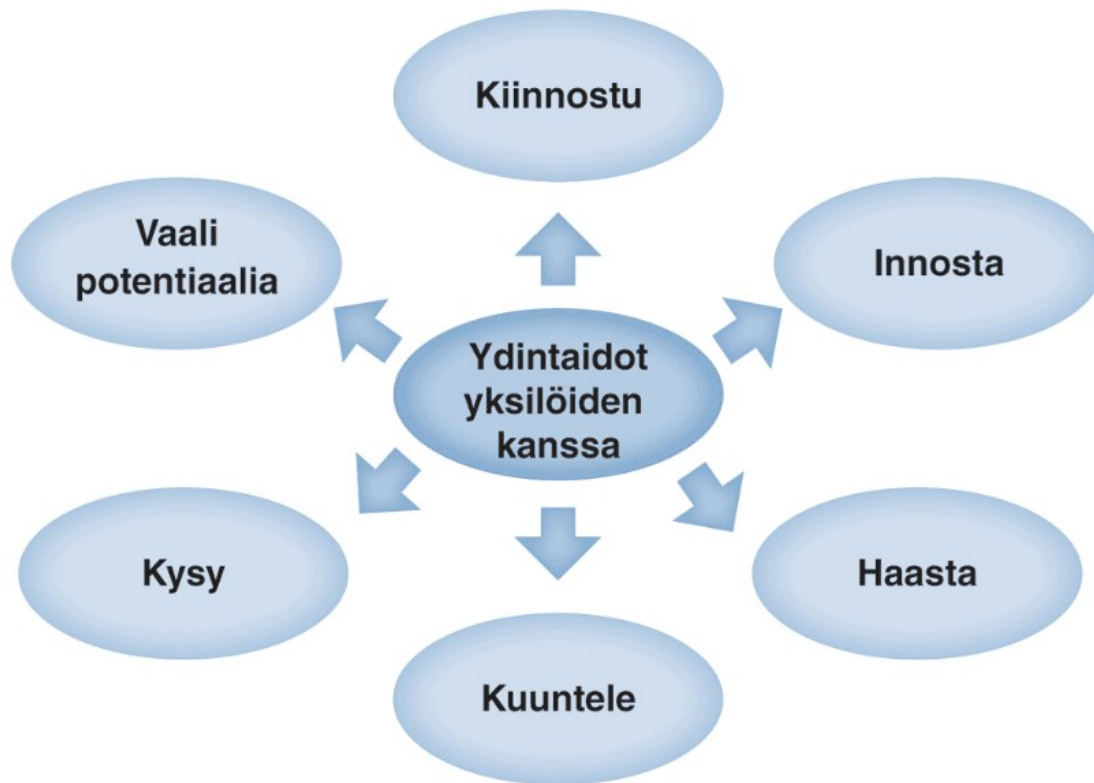 Kiinnostu
Vaali
potentiaalia
Innosta
Ydintaidot
yksilöiden
kanssa
Kysy
Haasta
Kuuntele